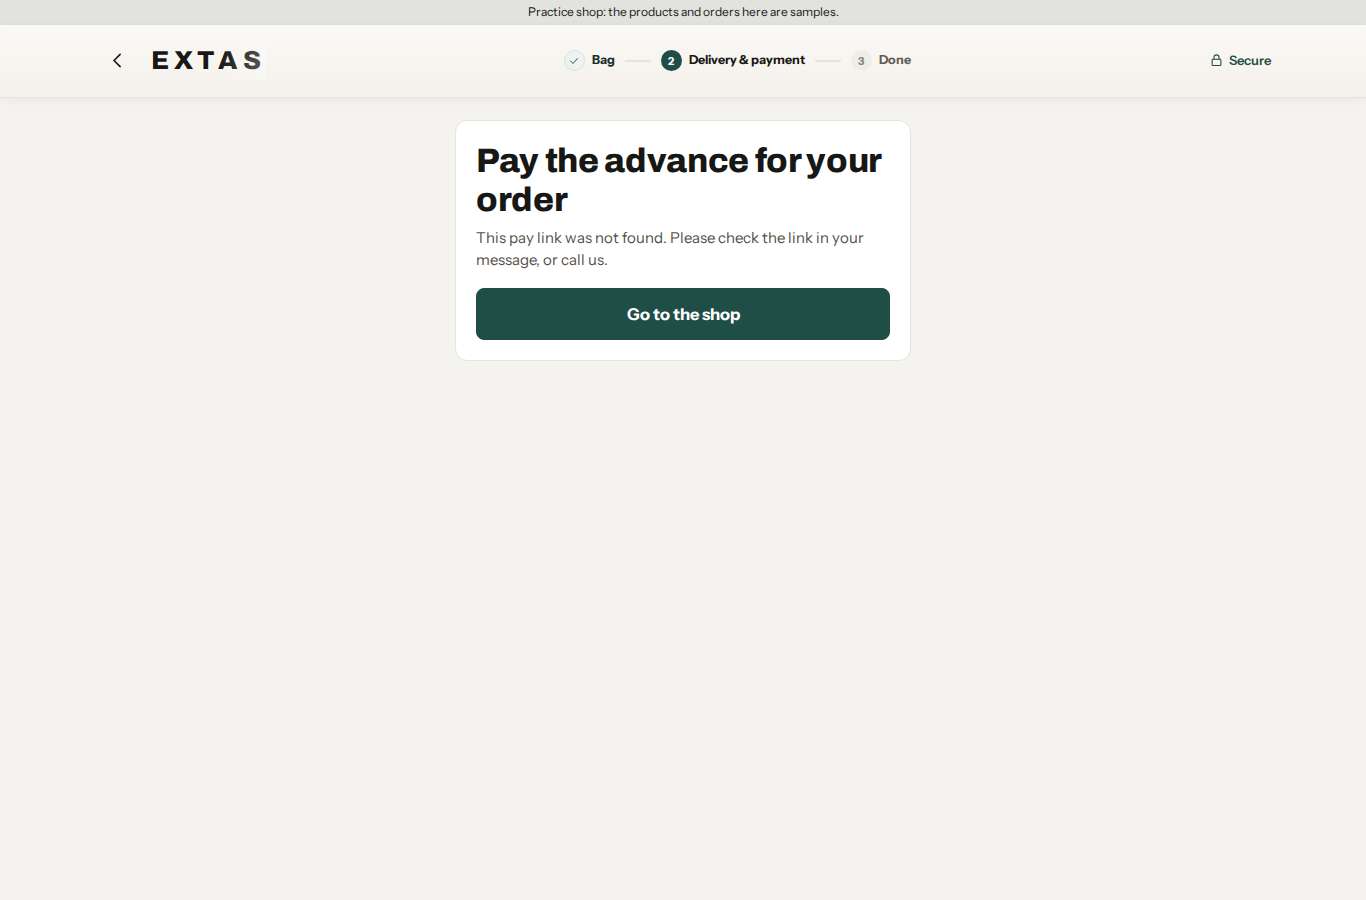 Practice shop: the products and orders here are samples.
EXTAS
Bag
2 Delivery & payment
3 Done
Secure
Pay the advance for your
order
This pay link was not found. Please check the link in your
message, or call us.
Go to the shop